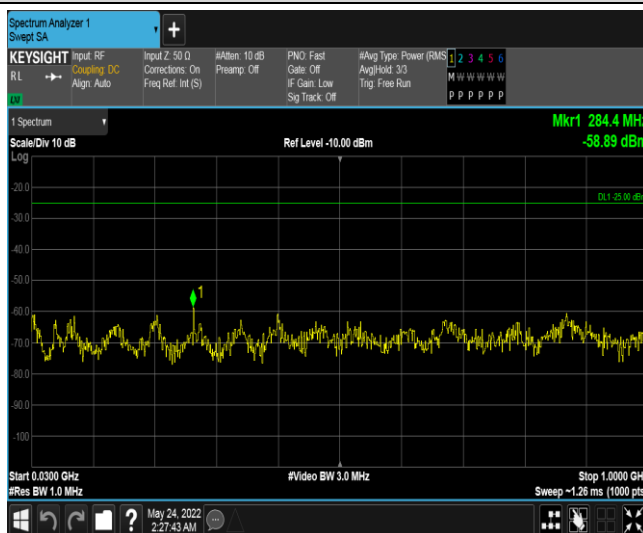 Spectrum Analyzer 1
Swept SA
+
KEYSIGHT
RL
LNI
Input: RF
Coupling: DC
Align: Auto
Input Z: 50 Ω
Corrections: On
Freq Ref: Int (S)
#Atten: 10 dB
Preamp: Off
PNO: Fast
Gate: Off
IF Gain: Low
Sig Track: Off
#Avg Type: Power (RMS
Avg|Hold: 3/3
Trig: Free Run
1 2 3 4 5 6
M W W W W W
P P P P P P
1 Spectrum
Scale/Div 10 dB
Ref Level -10.00 dBm
Mkr1 284.4 MHz
-58.89 dBm
Log
DL1 -25.00 dBm
-20.0
-30.0
-40.0
-50.0
-60.0
-70.0
-80.0
-90.0
-100
1
Start 0.0300 GHz
#Res BW 1.0 MHz
#Video BW 3.0 MHz
Stop 1.0000 GH
Sweep ~1.26 ms (1000 pts
?
May 24, 2022
2:27:43 AM